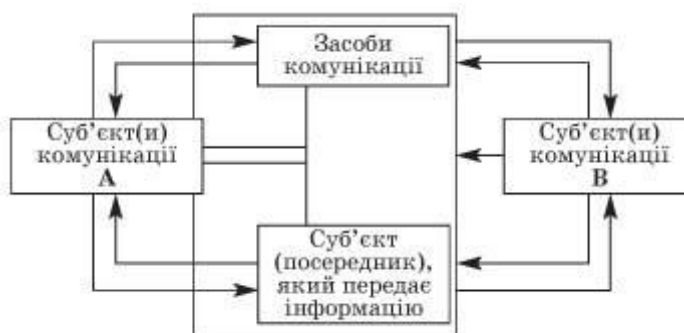 Засоби
комунікації
Суб’єкт(и)
комунікації
А
Суб’єкт(и)
комунікації
В
Суб’єкт
(посередник),
який передає
інформацію